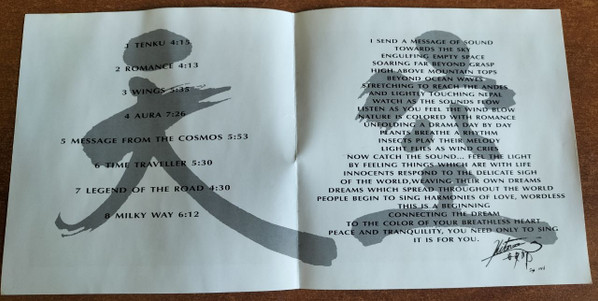 1 TENKU 4:15
2 ROMANCE 4:13
3 WINGS 5:35
4 AURA 7:26
5 MESSAGE FROM THE COSMOS 5:53
6 TIME TRAVELLER 5:30
7 LEGEND OF THE ROAD 4:30
8 MILKY WAY 6:12
天
空
I SEND A MESSAGE OF SOUND
TOWARDS THE SKY
ENGULFING EMPTY SPACE
SOARING FAR BEYOND GRASP
HIGH ABOVE MOUNTAIN TOPS
BEYOND OCEAN WAVES
STRETCHING TO REACH THE ANDES
AND LIGHTLY TOUCHING NEPAL
WATCH AS THE SOUNDS FLOW
LISTEN AS YOU FEEL THE WIND BLOW
NATURE IS COLORED WITH ROMANCE
UNFOLDING A DRAMA DAY BY DAY
PLANTS BREATHE A RHYTHM
INSECTS PLAY THEIR MELODY
LIGHT FLIES AS WIND CRIES
NOW CATCH THE SOUND... FEEL THE LIGHT
BY FEELING THINGS WHICH ARE WITH LIFE
INNOCENTS RESPOND TO THE DELICATE SIGH
OF THE WORLD,WEAVING THEIR OWN DREAMS
DREAMS WHICH SPREAD THROUGHOUT THE WORLD
PEOPLE BEGIN TO SING HARMONIES OF LOVE, WORDLESS
THIS IS A BEGINNING
CONNECTING THE DREAM
TO THE COLOR OF YOUR BREATHLESS HEART
PEACE AND TRANQUILITY, YOU NEED ONLY TO SING
IT IS FOR YOU.